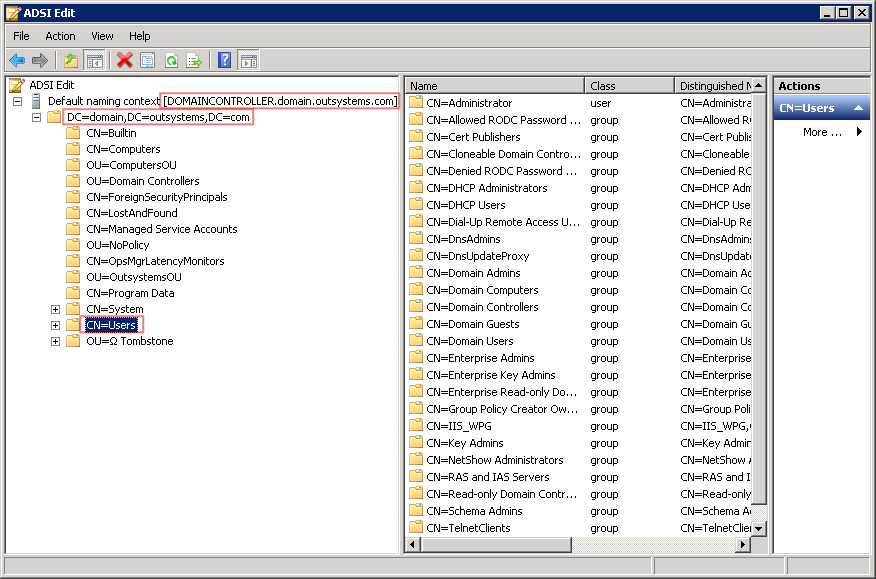 ADSI Edit
File Action View Help
ADSI Edit
Default naming context [DOMAINCONTROLLER.domain.outsystems.com]
DC=domain,DC=outsystems,DC=com
CN=Builtin
CN=Computers
OU=ComputersOU
OU=Domain Controllers
CN=ForeignSecurityPrincipals
CN=LostAndFound
CN=Managed Service Accounts
OU=NoPolicy
CN=OpsMgrLatencyMonitors
OU=OutsystemsOU
CN=Program Data
CN=System
CN=Users
OU=Ω Tombstone
Name Class Distinguished N
CN=Administrator user CN=Administra
CN=Allowed RODC Password ... group CN=Allowed RO
CN=Cert Publishers group CN=Cert Publis
CN=Cloneable Domain Contro... group CN=Cloneable
CN=Denied RODC Password ... group CN=Denied RO
CN=DHCP Administrators group CN=DHCP Adm
CN=DHCP Users group CN=DHCP Use
CN=Dial-Up Remote Access U... group CN=Dial-Up Re
CN=DnsAdmins group CN=DnsAdmins
CN=DnsUpdateProxy group CN=DnsUpdat
CN=Domain Admins group CN=Domain Ac
CN=Domain Computers group CN=Domain Co
CN=Domain Controllers group CN=Domain Co
CN=Domain Guests group CN=Domain Gu
CN=Domain Users group CN=Domain Us
CN=Enterprise Admins group CN=Enterprise
CN=Enterprise Key Admins group CN=Enterprise
CN=Enterprise Read-only Do... group CN=Enterprise
CN=Group Policy Creator Ow... group CN=Group Poli
CN=IIS_WPG group CN=IIS_WPG,
CN=Key Admins group CN=Key Admin
CN=NetShow Administrators group CN=NetShow
CN=RAS and IAS Servers group CN=RAS and I
CN=Read-only Domain Contr... group CN=Read-only
CN=Schema Admins group CN=Schema A
CN=TelnetClients group CN=TelnetClie
Actions
CN=Users
More ...